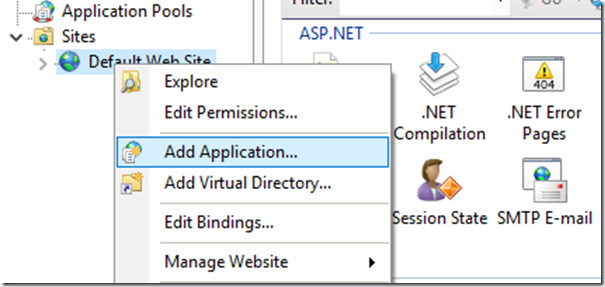 Application Pools
Sites
Default Web Site
Explore
Edit Permissions...
Add Application...
Add Virtual Directory...
Edit Bindings...
Manage Website
Filter:
Go
ASP.NET
.NET
Compilation
.NET Error
Pages
404
Session State
SMTP E-mail